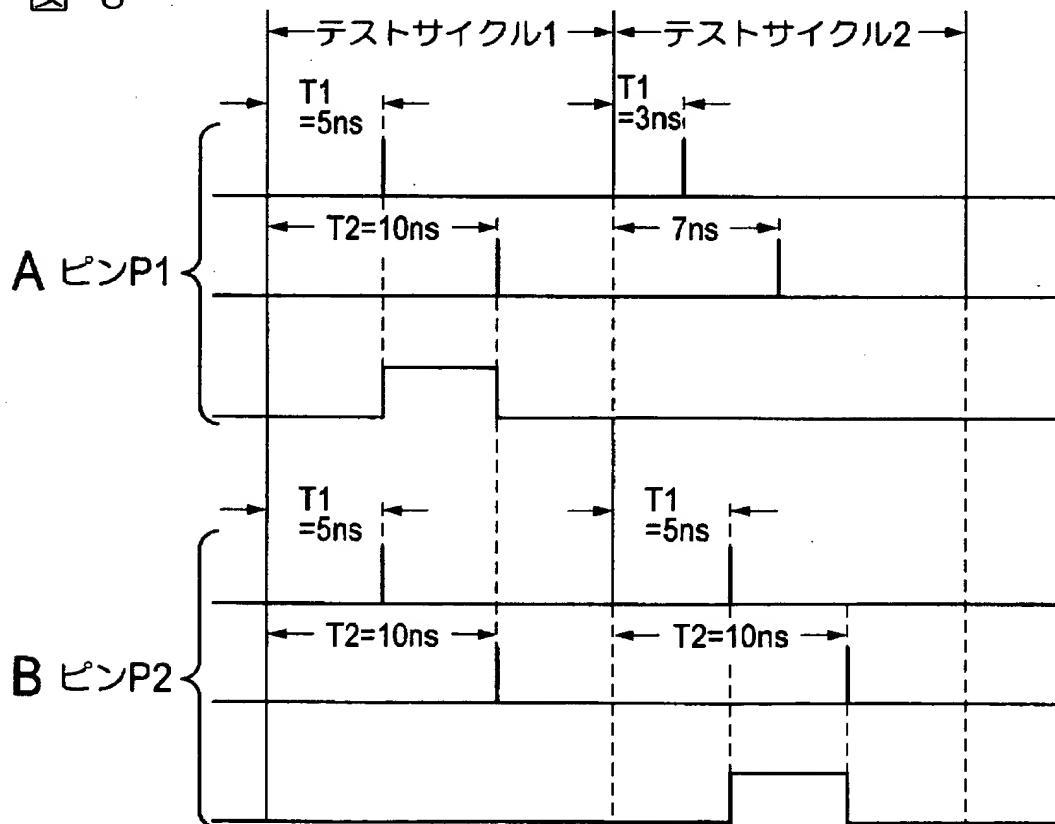 テストサイクル1 テストサイクル2
T1
=5ns
T1
=3ns
T2=10ns 7ns
A ピンP1
T1
=5ns
T1
=5ns
T2=10ns T2=10ns
B ピンP2